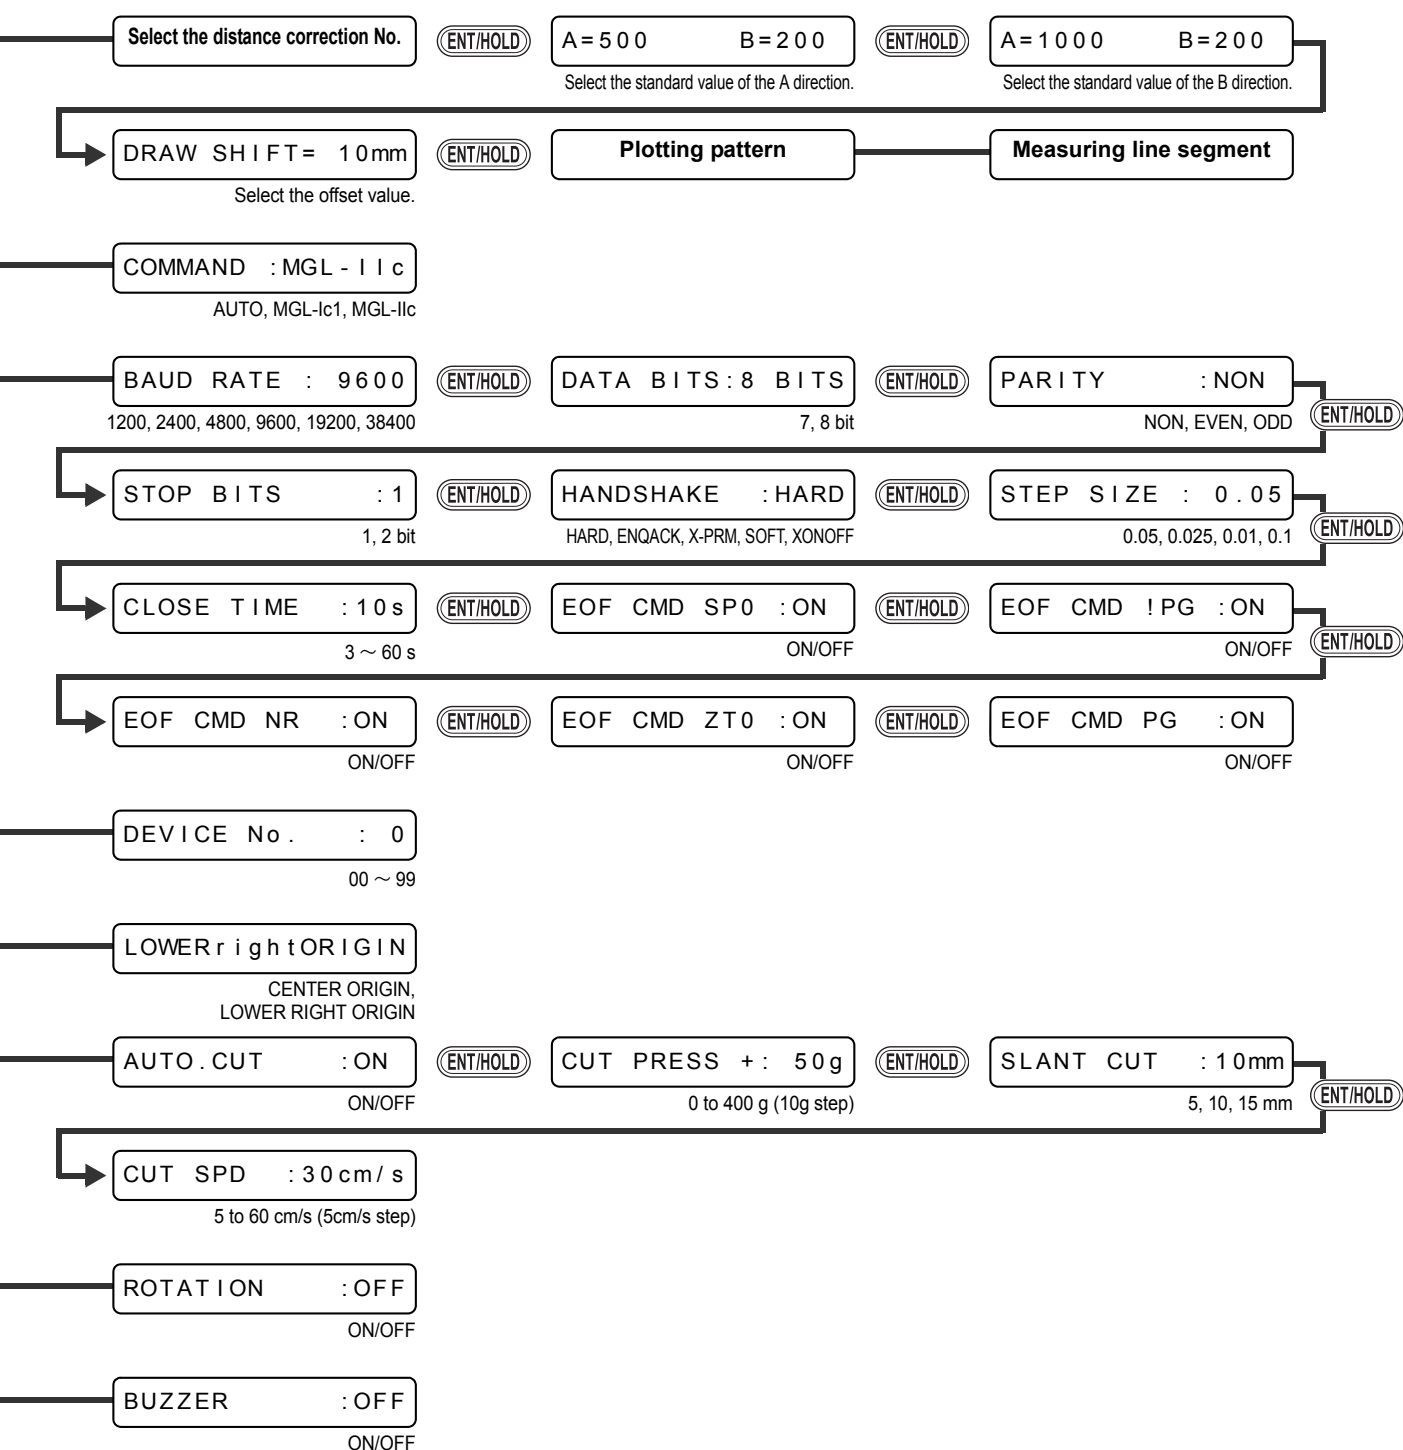 Select the distance correction No. ENT/HOLD A=500 B=200 ENT/HOLD A=1000 B=200
Select the standard value of the A direction. Select the standard value of the B direction.
DRAW SHIFT= 10mm ENT/HOLD Plotting pattern Measuring line segment
Select the offset value.
COMMAND :MGL-IIc
AUTO, MGL-Ic1, MGL-IIc
BAUD RATE : 9600 ENT/HOLD DATA BITS:8 BITS ENT/HOLD PARITY :NON
1200, 2400, 4800, 9600, 19200, 38400 7, 8 bit NON, EVEN, ODD ENT/HOLD
STOP BITS :1 ENT/HOLD HANDSHAKE :HARD ENT/HOLD STEP SIZE : 0.05
1, 2 bit HARD, ENQACK, X-PRM, SOFT, XONOFF 0.05, 0.025, 0.01, 0.1 ENT/HOLD
CLOSE TIME :10s ENT/HOLD EOF CMD SP0 :ON ENT/HOLD EOF CMD !PG :ON
3 ～ 60 s ON/OFF ON/OFF ENT/HOLD
EOF CMD NR :ON ENT/HOLD EOF CMD ZT0 :ON ENT/HOLD EOF CMD PG :ON
ON/OFF ON/OFF ON/OFF
DEVICE No. : 0
00 ～ 99
LOWERrightORIGIN
CENTER ORIGIN,
LOWER RIGHT ORIGIN
AUTO.CUT :ON ENT/HOLD CUT PRESS +: 50g ENT/HOLD SLANT CUT :10mm
ON/OFF 0 to 400 g (10g step) 5, 10, 15 mm ENT/HOLD
CUT SPD :30cm/s
5 to 60 cm/s (5cm/s step)
ROTATION :OFF
ON/OFF
BUZZER :OFF
ON/OFF